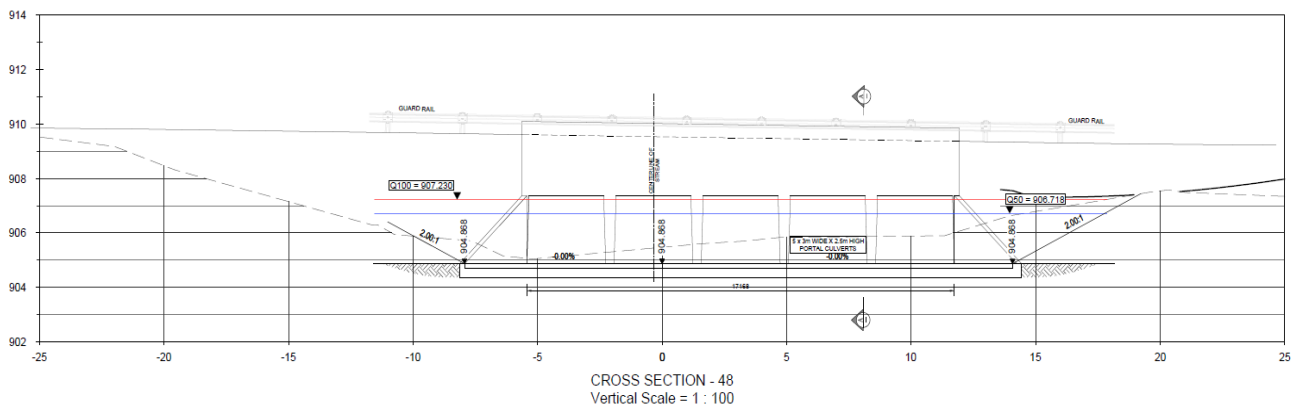 914
912
910
908
906
904
902
GUARD RAIL
GUARD RAIL
CENTERLINE OF
STREAM
Q100 = 907.230
Q50 = 906.718
2.00:1
904.868
904.868
904.868
2.00:1
5 x 3m WIDE X 2.5m HIGH
PORTAL CULVERTS
-0.00%
-0.00%
17168
-25
-20
-15
-10
-5
0
5
10
15
20
25
CROSS SECTION - 48
Vertical Scale = 1 : 100